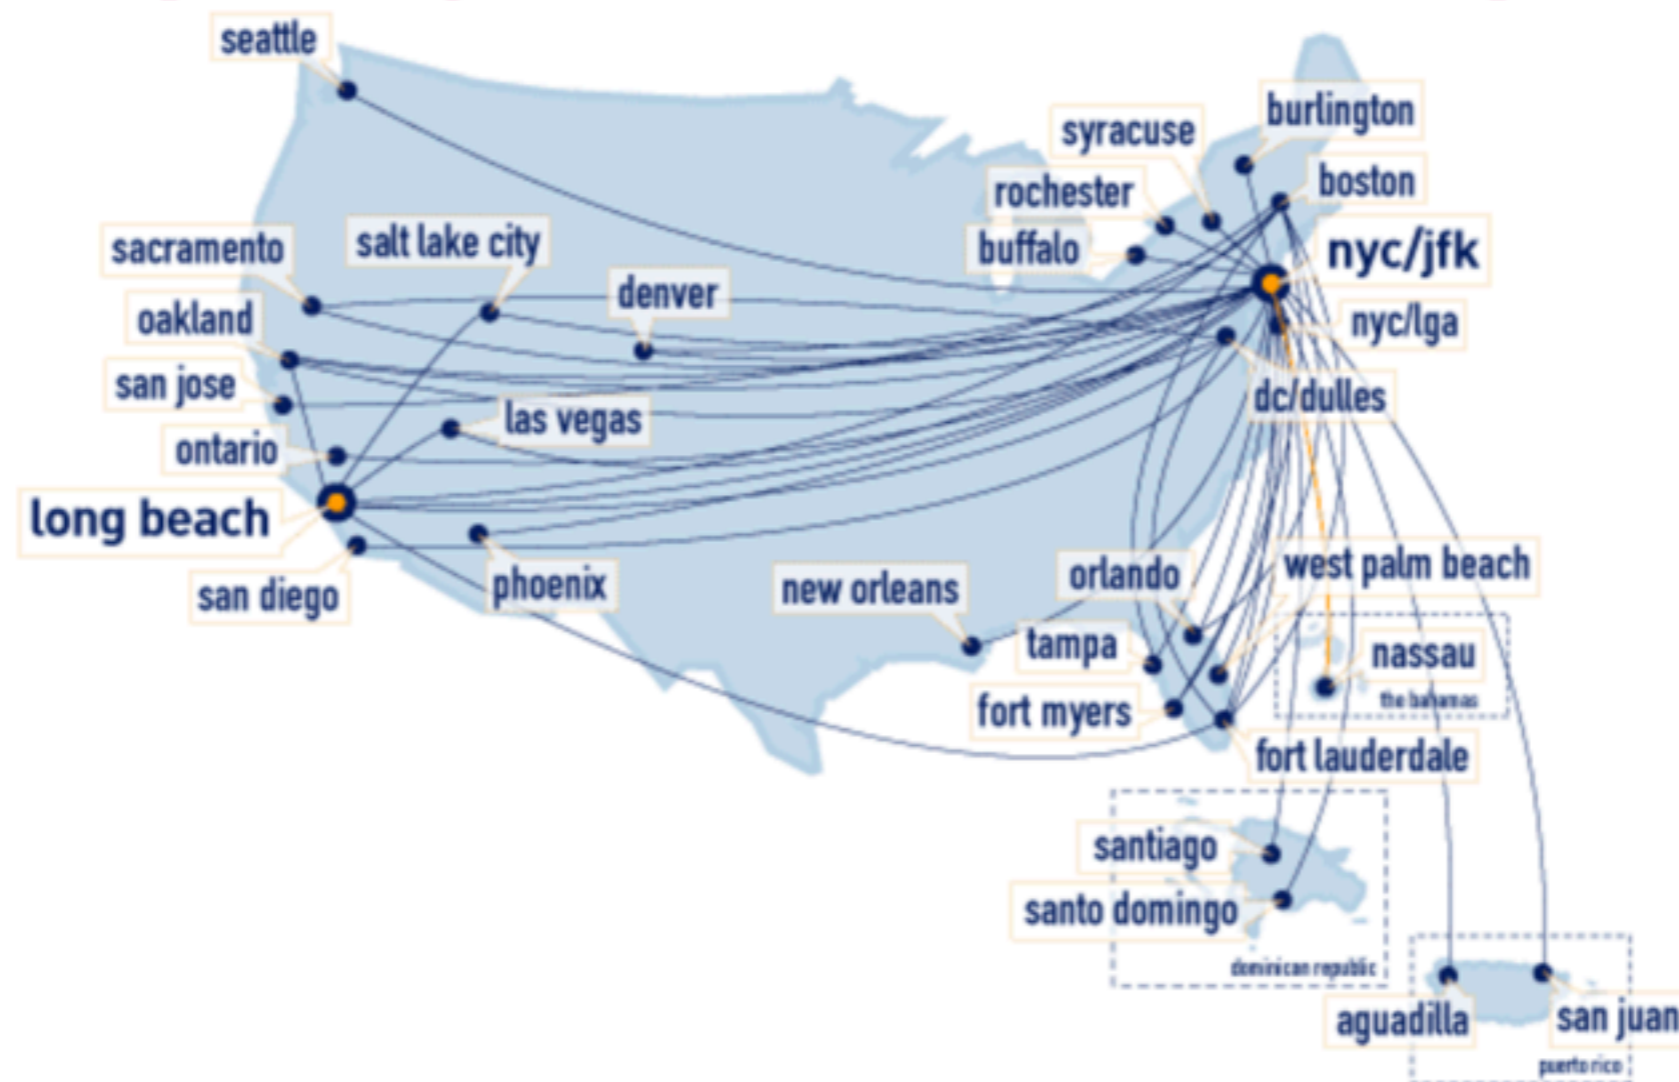 seattle
burlington
syracuse
boston
rochester
nyc/jfk
sacramento
salt lake city
buffalo
denver
oakland
nyc/lga
san jose
dc/dulles
las vegas
ontario
long beach
west palm beach
orlando
phoenix
new orleans
san diego
tampa
nassau
the bahamas
fort myers
fort lauderdale
santiago
santo domingo
dominican republic
aguadilla
san juan
puerto rico